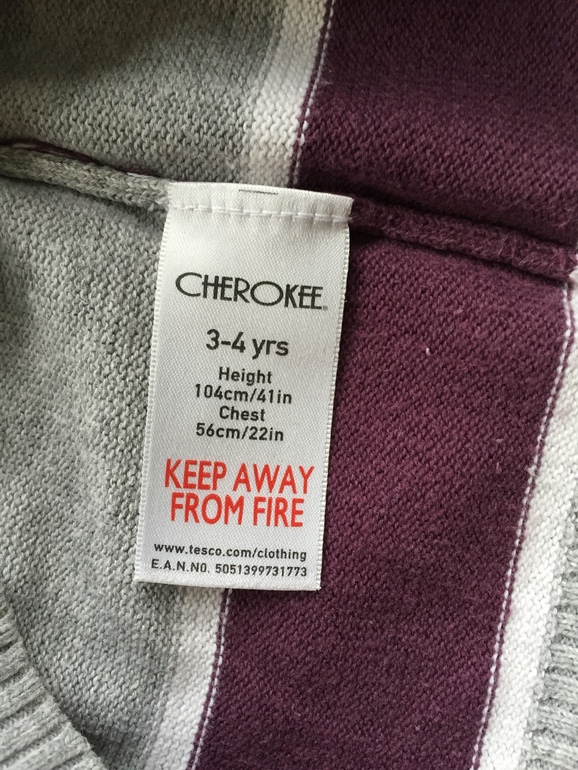 CHEROKEE
3-4 yrs
Height
104cm/41in
Chest
56cm/22in
KEEP AWAY
FROM FIRE
www.tesco.com/clothing
E.A.N.NO. 5051399731773